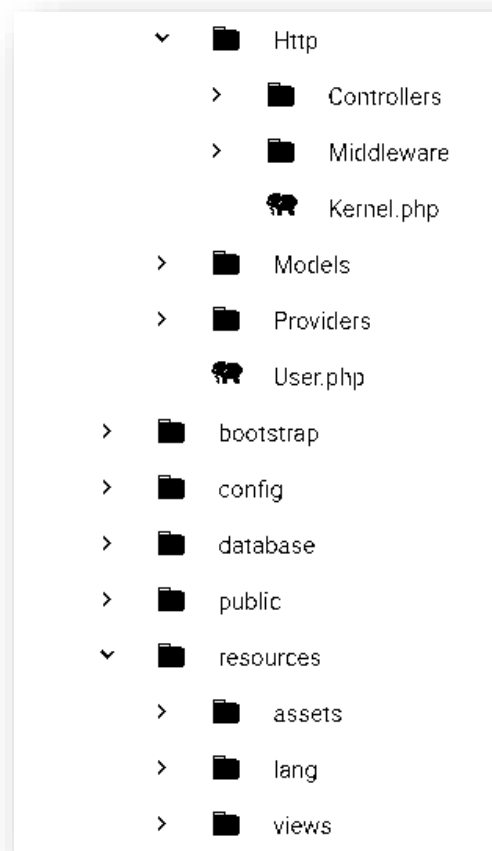 Http
Controllers
Middleware
Kernel.php
Models
Providers
User.php
bootstrap
config
database
public
resources
assets
lang
views